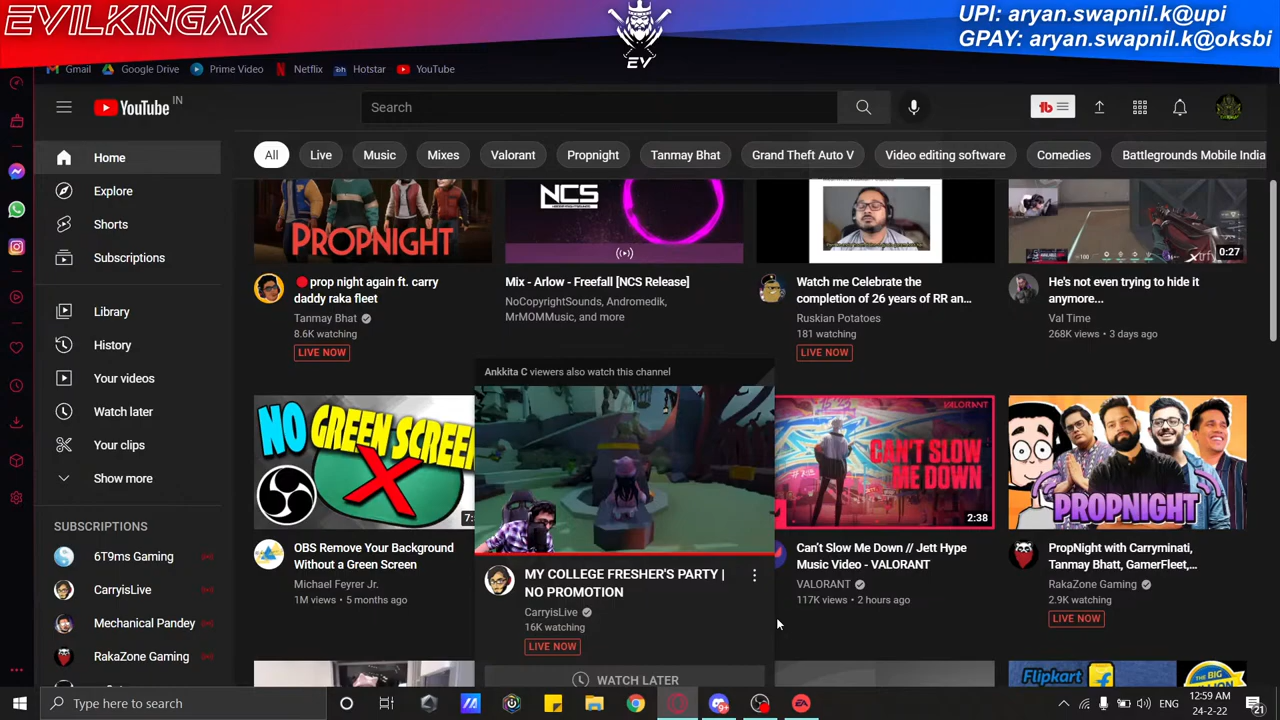 EVILKINGAK
EV
UPI: aryan.swapnil.k@upi
GPAY: aryan.swapnil.k@oksbi
Gmail
Google Drive
Prime Video
Netflix
Hotstar
YouTube
YouTube IN
Search
Home
Explore
Shorts
Subscriptions
Library
History
Your videos
Watch later
Your clips
Show more
SUBSCRIPTIONS
6T9ms Gaming
CarryisLive
Mechanical Pandey
RakaZone Gaming
All
Live
Music
Mixes
Valorant
Propnight
Tanmay Bhat
Grand Theft Auto V
Video editing software
Comedies
Battlegrounds Mobile India
PROPNIGHT
prop night again ft. carry
daddy raka fleet
Tanmay Bhat
8.6K watching
LIVE NOW
NCS
Mix - Arlow - Freefall [NCS Release]
NoCopyrightSounds, Andromedik,
MrMOMMusic, and more
Watch me Celebrate the
completion of 26 years of RR an...
Ruskian Potatoes
181 watching
LIVE NOW
0:27
He's not even trying to hide it
anymore...
Val Time
268K views • 3 days ago
NO GREEN SCREEN
X
OBS Remove Your Background
Without a Green Screen
Michael Feyrer Jr.
1M views • 5 months ago
Ankkita C viewers also watch this channel
MY COLLEGE FRESHER'S PARTY |
NO PROMOTION
CarryisLive
16K watching
LIVE NOW
WATCH LATER
VALORANT
CAN'T SLOW
ME DOWN
2:38
Can't Slow Me Down // Jett Hype
Music Video - VALORANT
VALORANT
117K views • 2 hours ago
PROPNIGHT
PropNight with Carryminati,
Tanmay Bhatt, GamerFleet,...
RakaZone Gaming
2.9K watching
LIVE NOW
Flipkart
THE BIG
Type here to search
ENG
12:59 AM
24-2-22
21